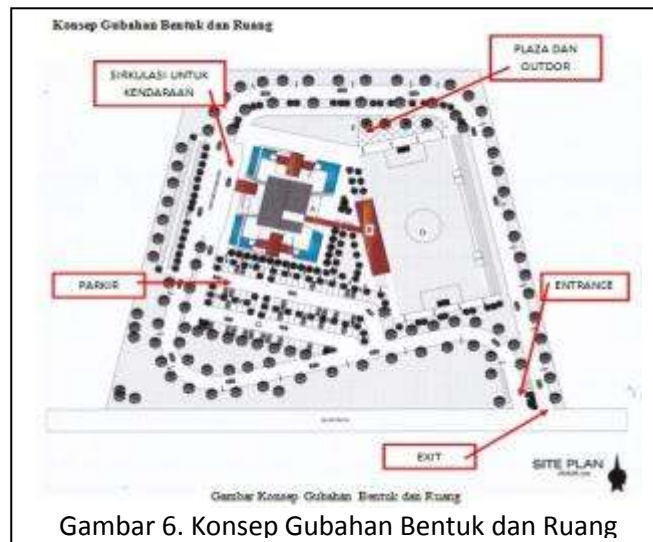 Konsep Gubahan Bentuk dan Ruang
PLAZA DAN
OUTDOOR
SIRKULASI UNTUK
KENDARAAN
PARKIR
ENTRANCE
EXIT
SITE PLAN
Gambar Konsep Gubahan Bentuk dan Ruang
Gambar 6. Konsep Gubahan Bentuk dan Ruang